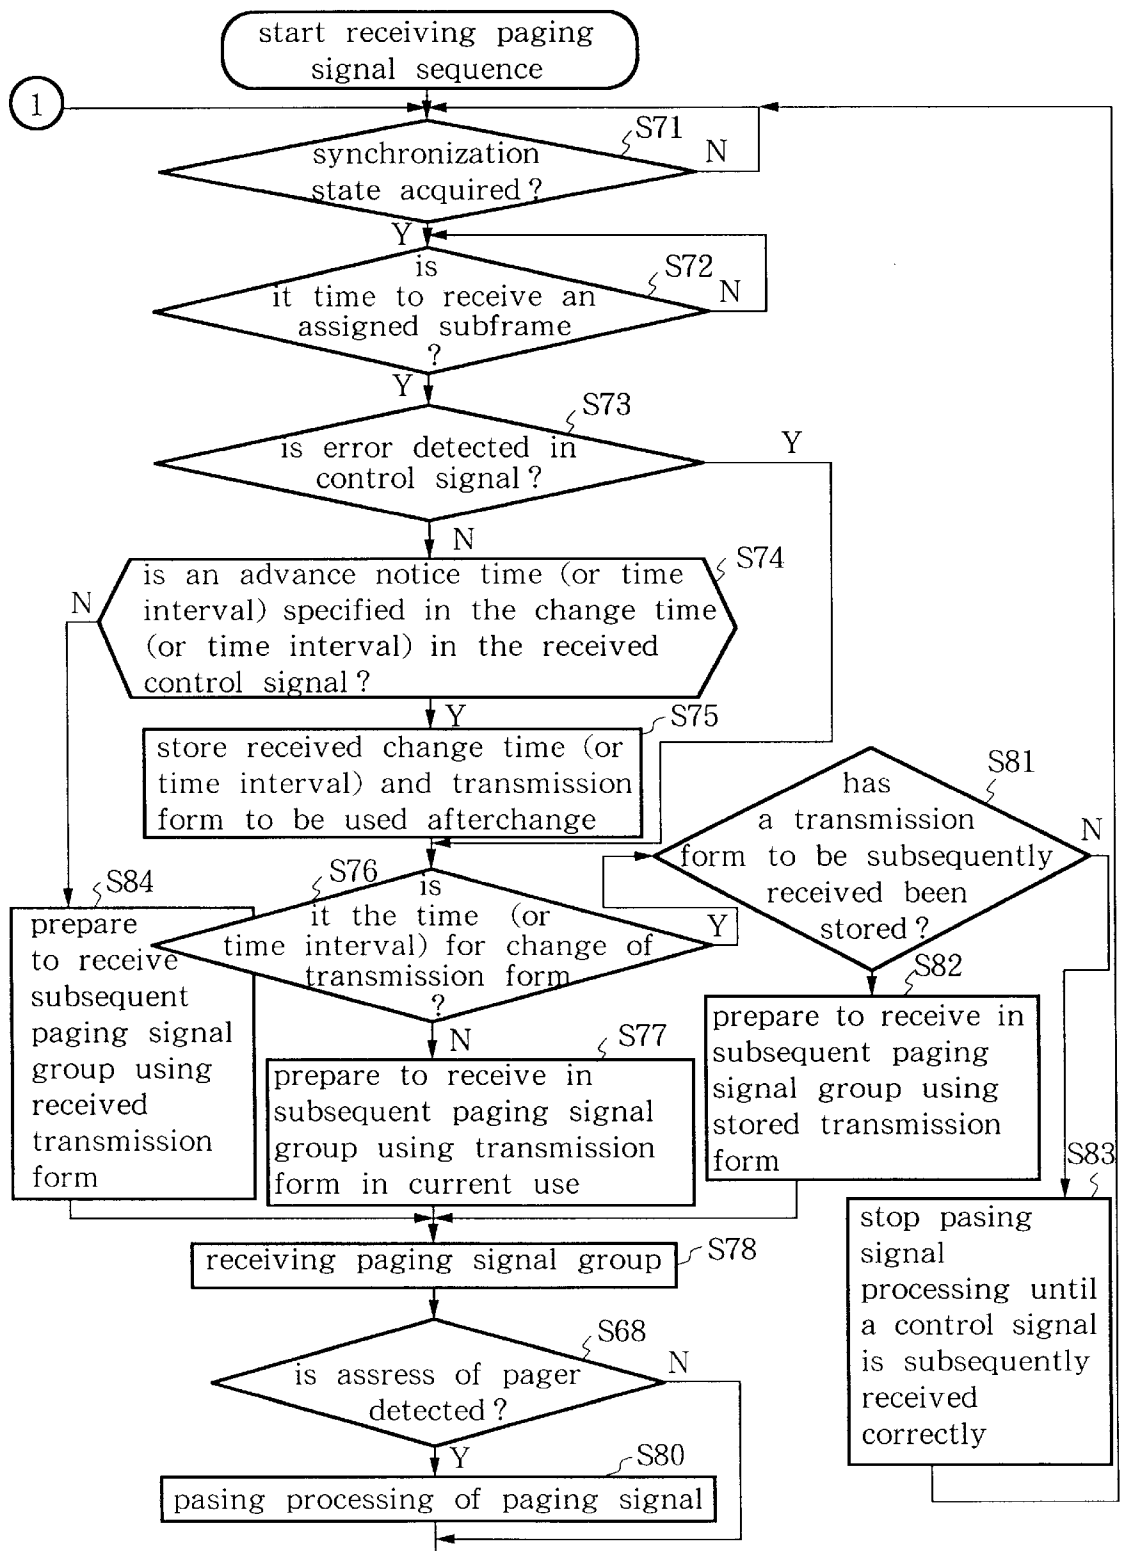 start receiving paging
signal sequence
1
S71
N
synchronization
state acquired?
Y
S72
N
is
it time to receive an
assigned subframe
?
Y
S73
Y
is error detected in
control signal?
N
S74
N
is an advance notice time (or time
interval) specified in the change time
(or time interval) in the received
control signal?
Y
S75
store received change time (or
time interval) and transmission
form to be used afterchange
S81
N
has
a transmission
form to be subsequently
received been
stored?
S84
prepare
to receive
subsequent
paging signal
group using
received
transmission
form
S76
is
it the time (or
time interval) for change of
transmission form
?
Y
N
S77
prepare to receive in
subsequent paging signal
group using transmission
form in current use
S82
prepare to receive in
subsequent paging
signal group using
stored transmission
form
S83
stop pasing
signal
processing until
a control signal
is subsequently
received
correctly
receiving paging signal group
S78
S68
N
is assress of pager
detected?
Y
S80
pasing processing of paging signal